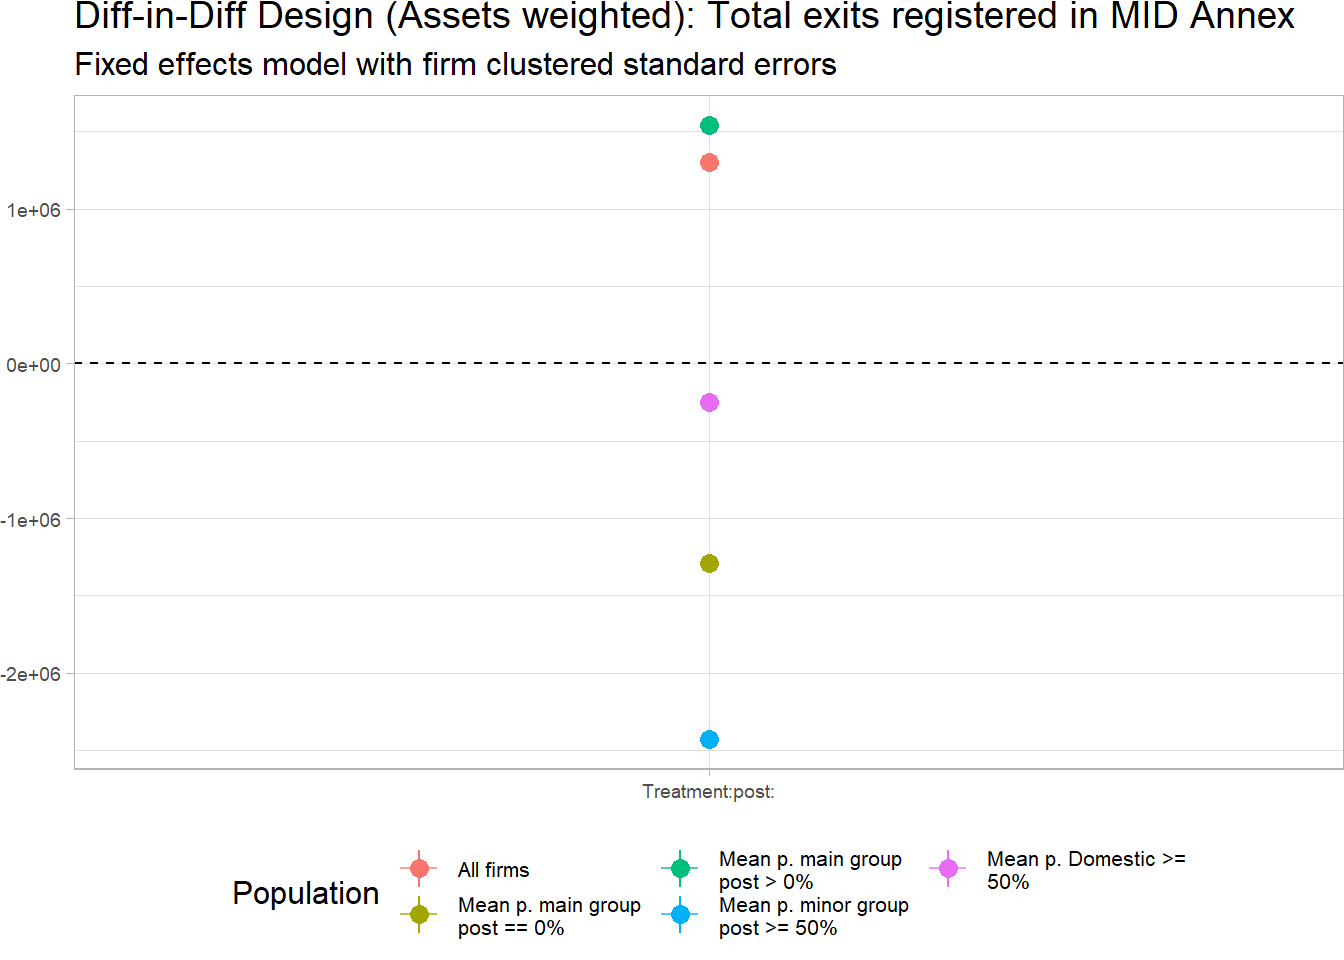 Diff-in-Diff Design (Assets weighted): Total exits registered in MID Annex
Fixed effects model with firm clustered standard errors
1e+06
0e+00
-1e+06
-2e+06
Treatment:post:
Population
All firms
Mean p. main group
post == 0%
Mean p. main group
post > 0%
Mean p. minor group
post >= 50%
Mean p. Domestic >=
50%